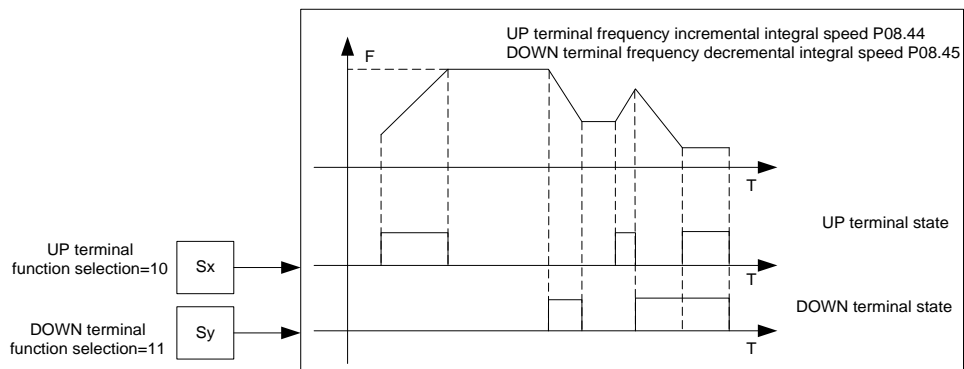 UP terminal frequency incremental integral speed P08.44
DOWN terminal frequency decremental integral speed P08.45
F
T
UP terminal state
UP terminal
function selection=10
Sx
T
DOWN terminal state
DOWN terminal
function selection=11
Sy
T